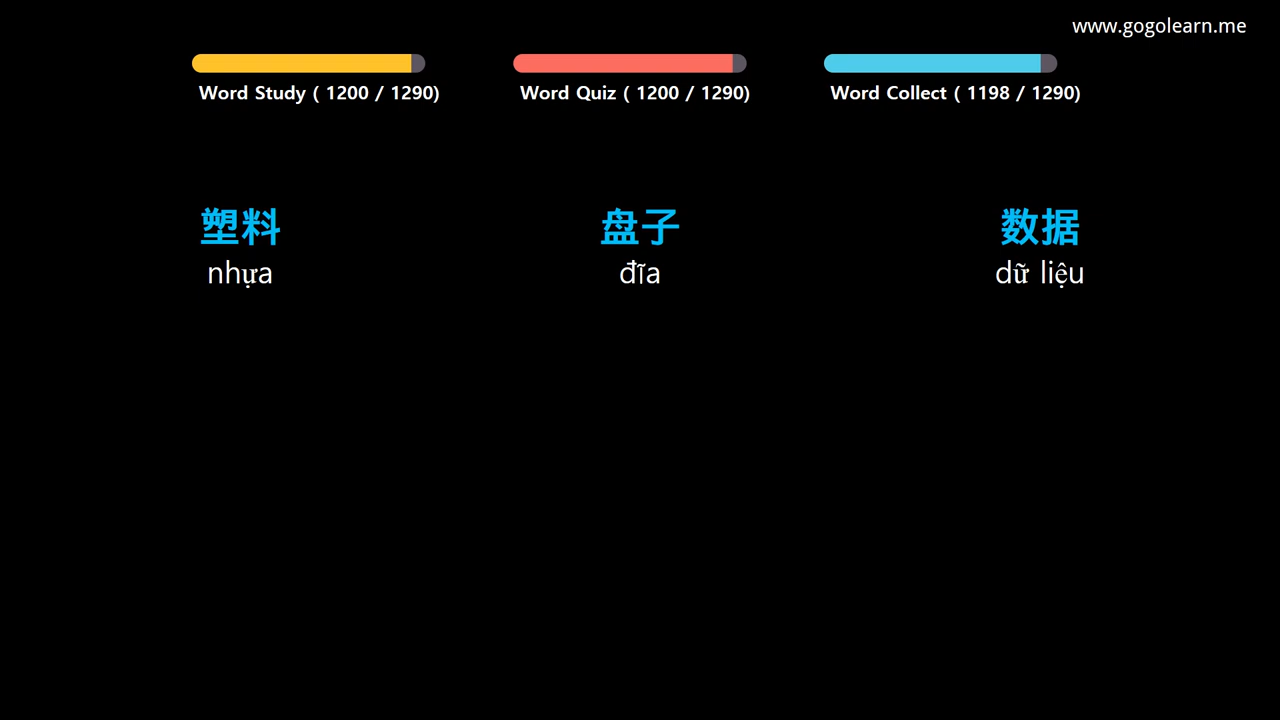 www.gogolearn.me
Word Study ( 1200 / 1290)
Word Quiz ( 1200 / 1290)
Word Collect ( 1198 / 1290)
塑料
nhựa
盘子
đĩa
数据
dữ liệu